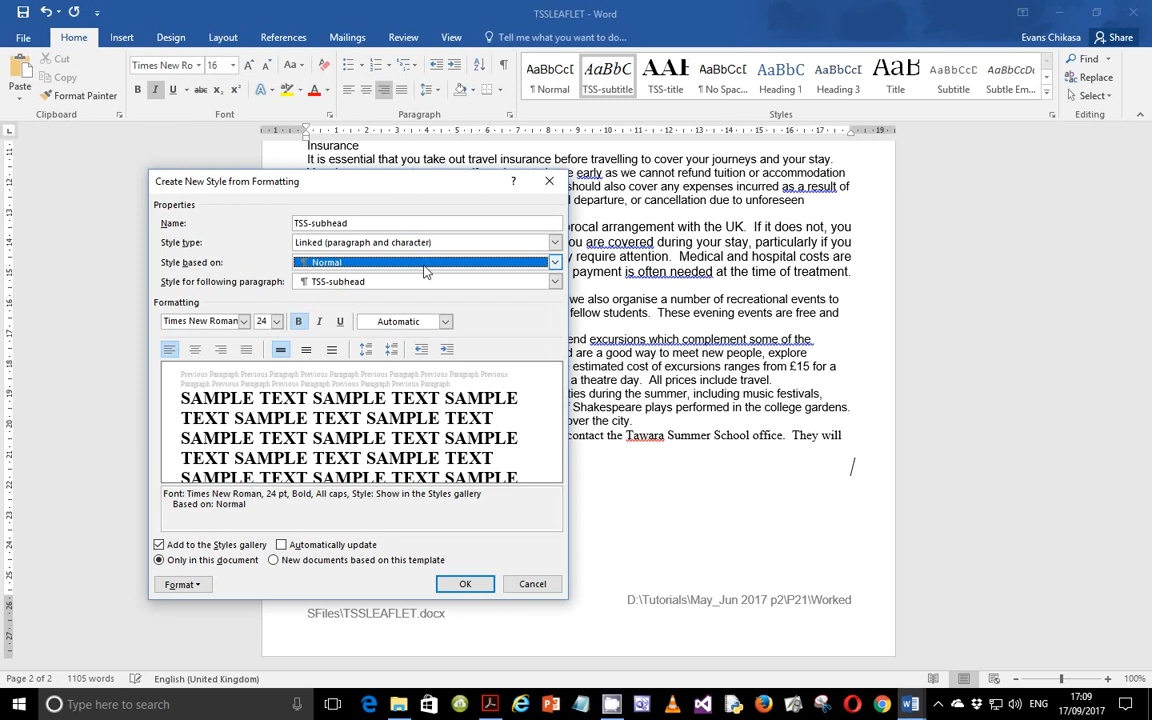 TSSLEAFLET - Word
File Home Insert Design Layout References Mailings Review View Tell me what you want to do... Evans Chikasa Share
Paste Cut Copy Format Painter
Times New Ro 16
AaBbCcI AaBbC AAE AaBbCcI AaBbC AaBbCc AaB AaBbCcD AaBbCcD
¶ Normal TSS-subtitle TSS-title ¶ No Spac... Heading 1 Heading 3 Title Subtitle Subtle Em...
Find Replace Select
Clipboard Font Paragraph Styles Editing
Insurance
It is essential that you take out travel insurance before travelling to cover your journeys and your stay.
early as we cannot refund tuition or accommodation
should also cover any expenses incurred as a result of
d departure, or cancellation due to unforeseen
procal arrangement with the UK. If it does not, you
ou are covered during your stay, particularly if you
y require attention. Medical and hospital costs are
payment is often needed at the time of treatment.
we also organise a number of recreational events to
fellow students. These evening events are free and
end excursions which complement some of the
d are a good way to meet new people, explore
estimated cost of excursions ranges from £15 for a
a theatre day. All prices include travel.
ties during the summer, including music festivals,
of Shakespeare plays performed in the college gardens.
over the city.
contact the Tawara Summer School office. They will
D:\Tutorials\May_Jun 2017 p2\P21\Worked
SFiles\TSSLEAFLET.docx
Create New Style from Formatting ?
Properties
Name: TSS-subhead
Style type: Linked (paragraph and character)
Style based on: ¶ Normal
Style for following paragraph: ¶ TSS-subhead
Formatting
Times New Roman 24 B I U Automatic
Previous Paragraph Previous Paragraph Previous Paragraph Previous Paragraph Previous Paragraph Previous
Paragraph Previous Paragraph Previous Paragraph Previous Paragraph Previous Paragraph
SAMPLE TEXT SAMPLE TEXT SAMPLE
TEXT SAMPLE TEXT SAMPLE TEXT
SAMPLE TEXT SAMPLE TEXT SAMPLE
TEXT SAMPLE TEXT SAMPLE TEXT
SAMPLE TEXT SAMPLE TEXT SAMPLE
Font: Times New Roman, 24 pt, Bold, All caps, Style: Show in the Styles gallery
Based on: Normal
Add to the Styles gallery Automatically update
Only in this document New documents based on this template
Format OK Cancel
Page 2 of 2 1105 words English (United Kingdom) 100%
Type here to search
ENG 17:09
17/09/2017